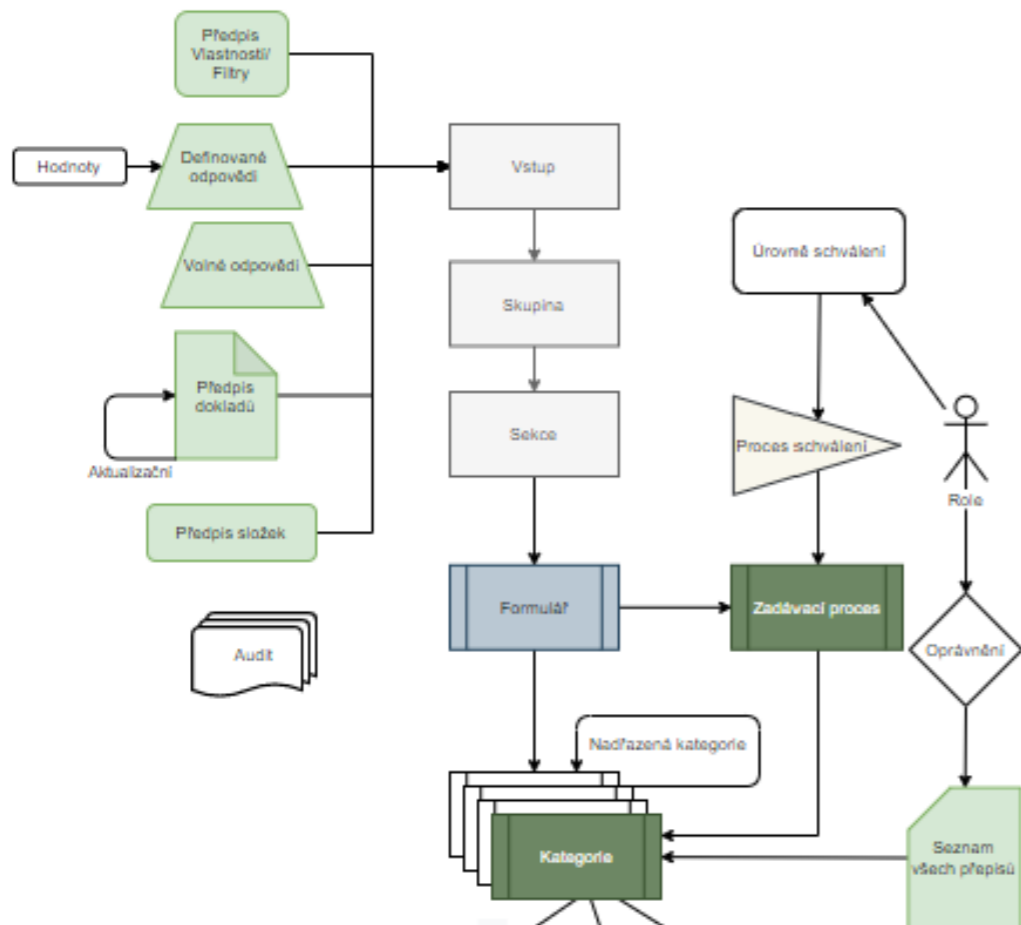 Předpis
Vlastností/
Filtry
Hodnoty
Definované
odpovědi
Vstup
Volné odpovědi
Úrovně schválení
Skupina
Předpis
dokladů
Aktualizační
Sekce
Proces schválení
Role
Předpis složek
Formulář
Zadávací proces
Audit
Oprávnění
Nadřazená kategorie
Kategorie
Seznam
všech přepisů